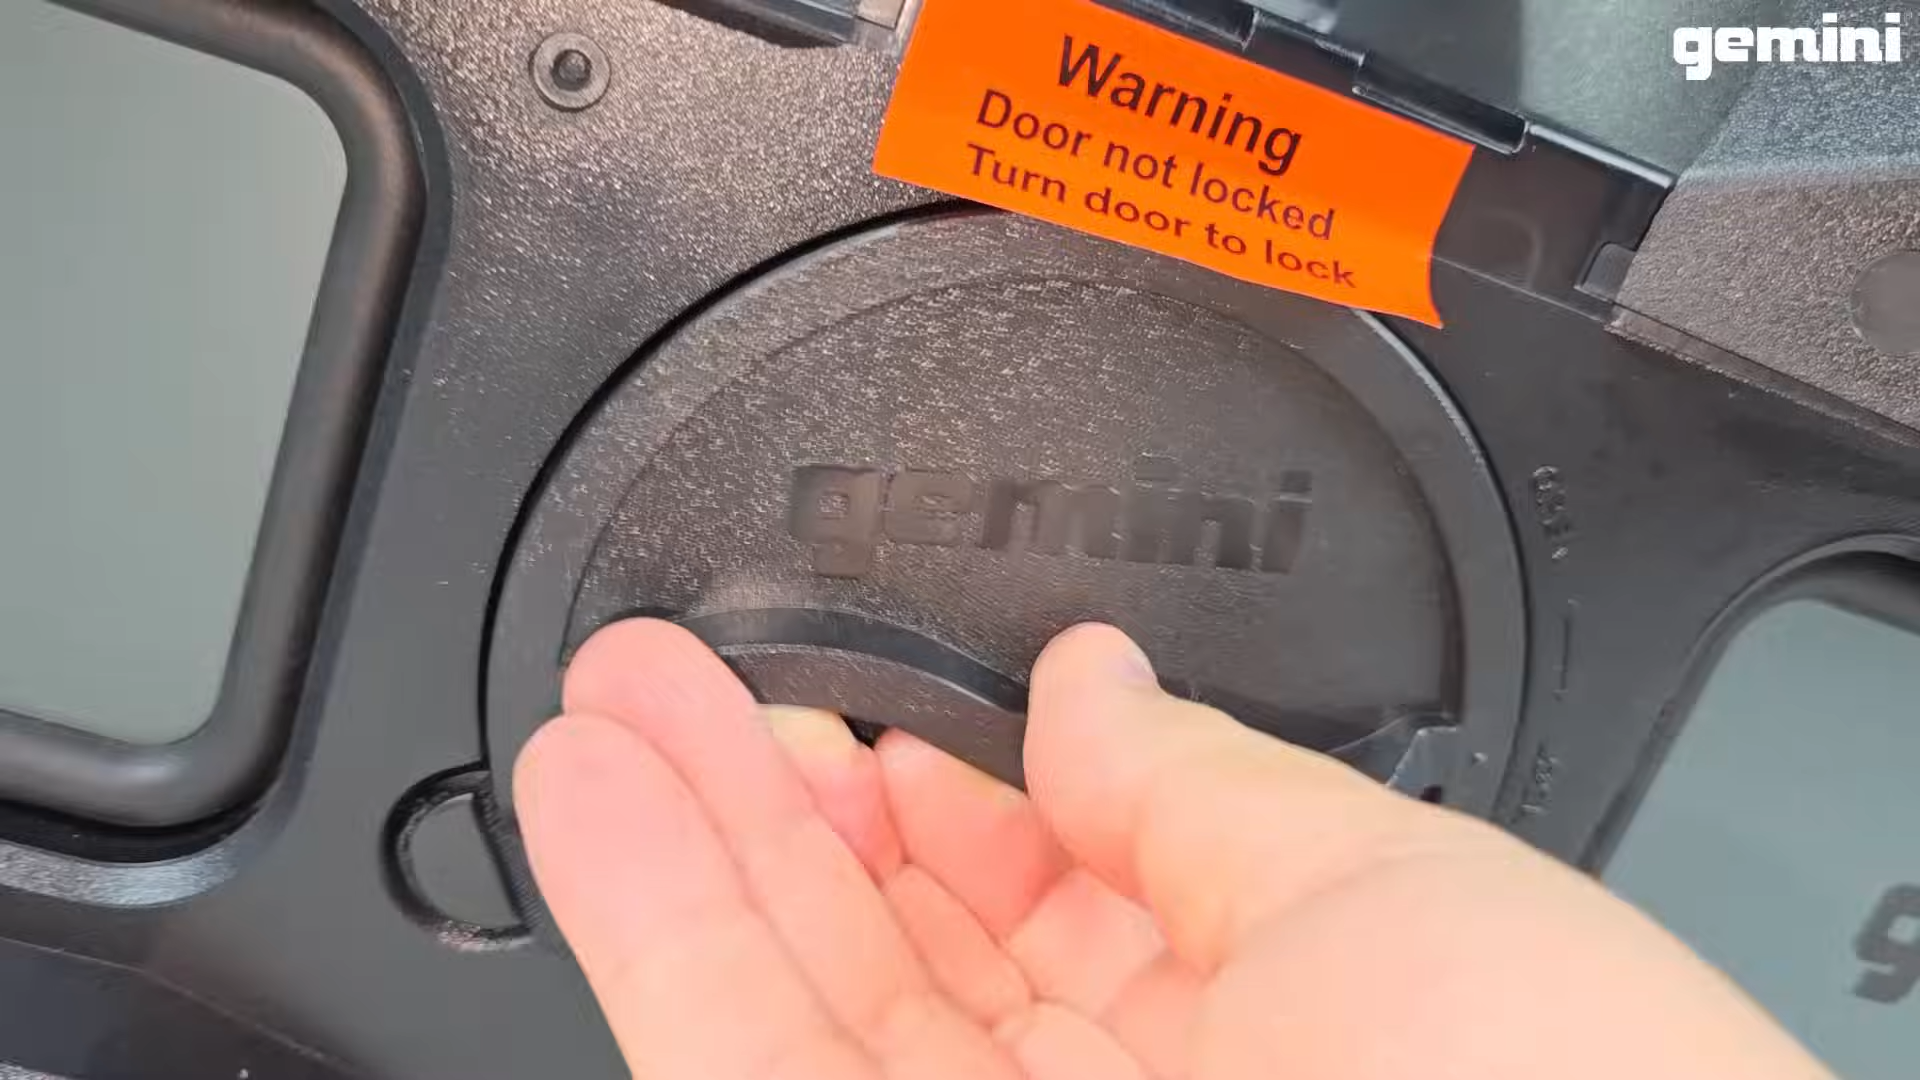 gemini
Warning
Door not locked
Turn door to lock
gemini
g